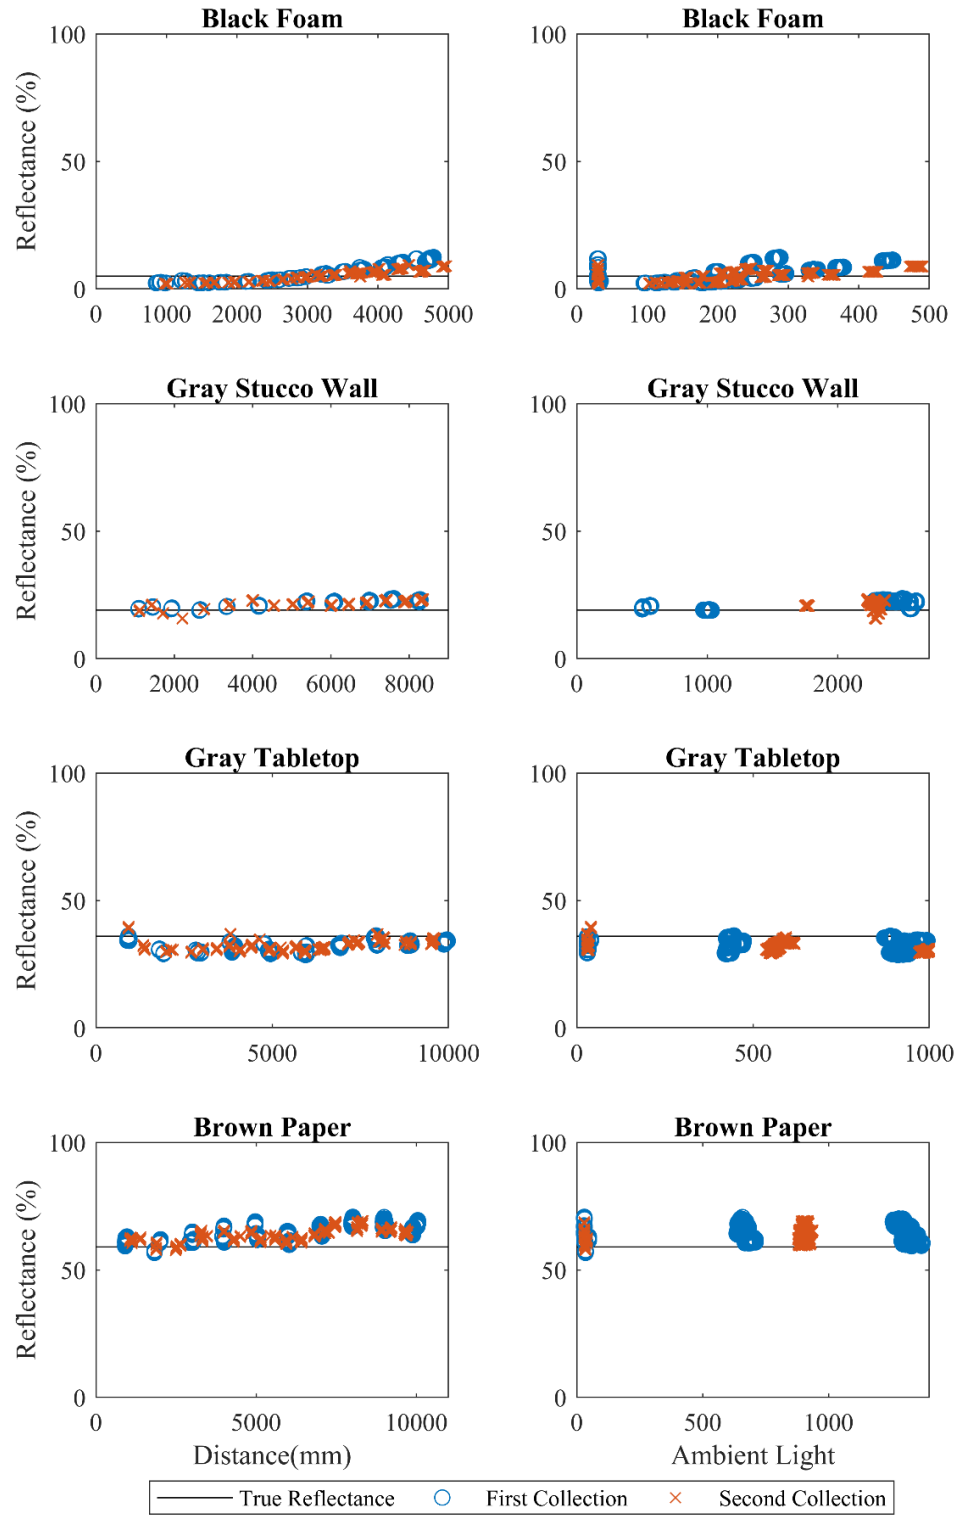 Black Foam
Black Foam
100
50
0
Reflectance (%)
0 1000 2000 3000 4000 5000
100
50
0
0 100 200 300 400 500
Gray Stucco Wall
Gray Stucco Wall
100
50
0
Reflectance (%)
0 2000 4000 6000 8000
100
50
0
0 1000 2000
Gray Tabletop
Gray Tabletop
100
50
0
Reflectance (%)
0 5000 10000
100
50
0
0 500 1000
Brown Paper
Brown Paper
100
50
0
Reflectance (%)
0 5000 10000
Distance(mm)
100
50
0
0 500 1000
Ambient Light
True Reflectance First Collection Second Collection